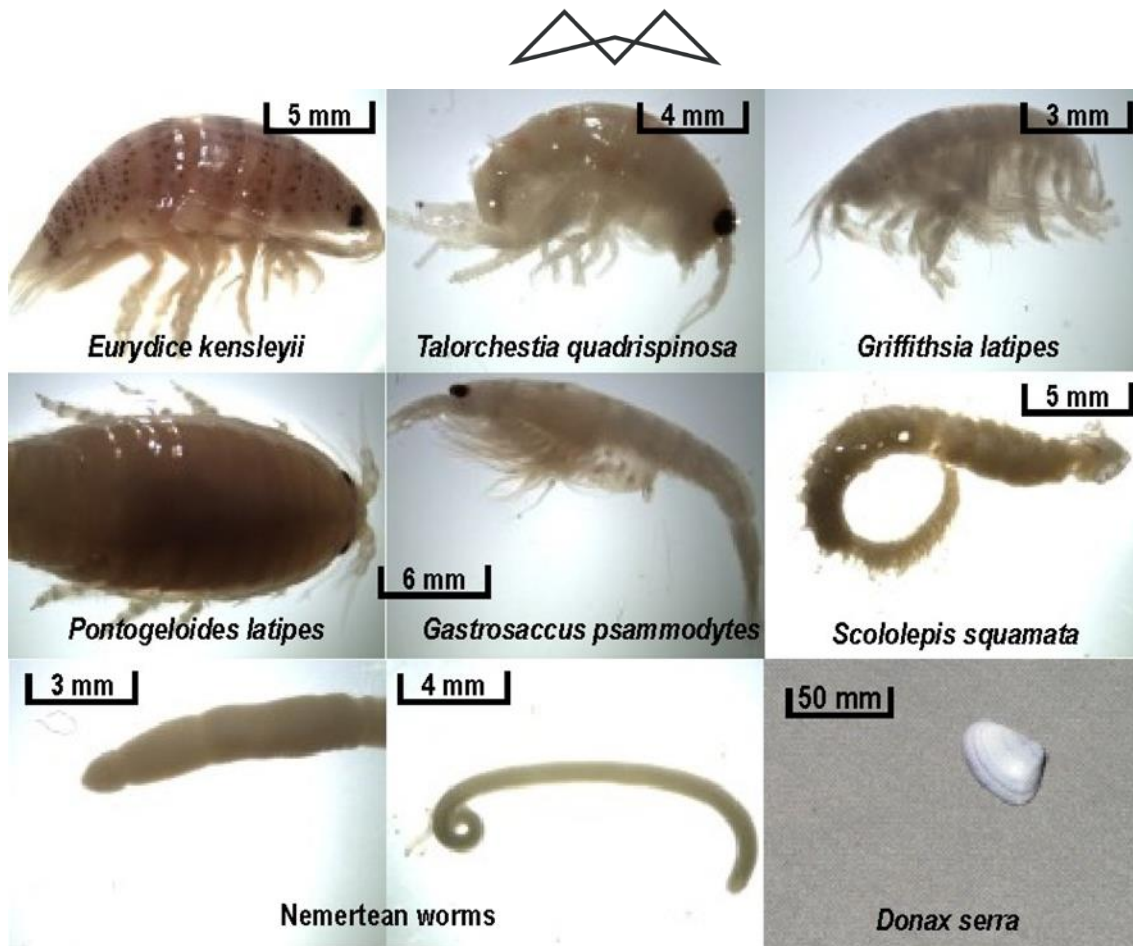 5 mm
4 mm
3 mm
Eurydice kensleyii
Talorchestia quadrispinosa
Griffithsia latipes
5 mm
6 mm
Pontogeloides latipes
Gastrosaccus psammodytes
Scololepis squamata
3 mm
4 mm
50 mm
Nemertean worms
Donax serra